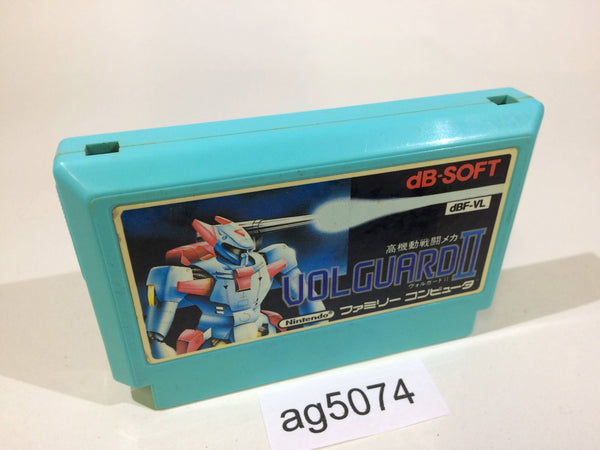 dB-SOFT
dBF-VL
高機動戦闘メカ
VOLGUARD II
ヴォルガードII
Nintendo
ファミリー コンピュータ
ag5074